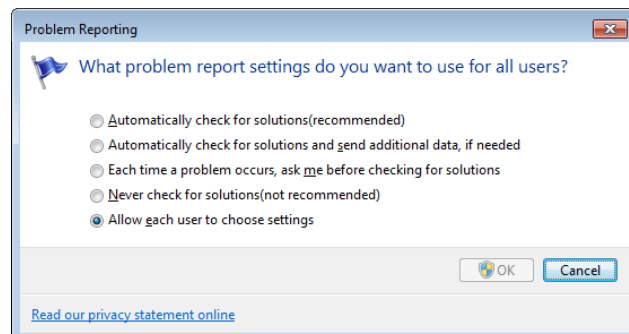 Problem Reporting
What problem report settings do you want to use for all users?
Automatically check for solutions(recommended)
Automatically check for solutions and send additional data, if needed
Each time a problem occurs, ask me before checking for solutions
Never check for solutions(not recommended)
Allow each user to choose settings
OK Cancel
Read our privacy statement online